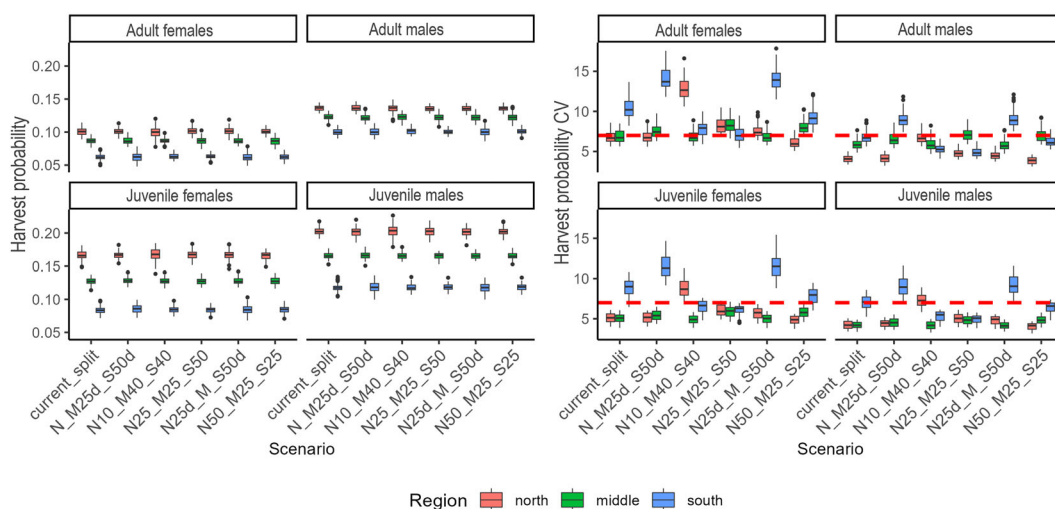 Adult females
Adult males
Adult females
Adult males
Harvest probability
0.20
0.15
0.10
0.05
Harvest probability CV
15
10
5
Juvenile females
Juvenile males
Juvenile females
Juvenile males
0.20
0.15
0.10
0.05
15
10
5
current_split
N_M25d_S50d
N10_M40_S40
N25_M25_S50
N25d_M_S50d
N50_M25_S25
current_split
N_M25d_S50d
N10_M40_S40
N25_M25_S50
N25d_M_S50d
N50_M25_S25
current_split
N_M25d_S50d
N10_M40_S40
N25_M25_S50
N25d_M_S50d
N50_M25_S25
current_split
N_M25d_S50d
N10_M40_S40
N25_M25_S50
N25d_M_S50d
N50_M25_S25
Scenario
Scenario
Region north middle south